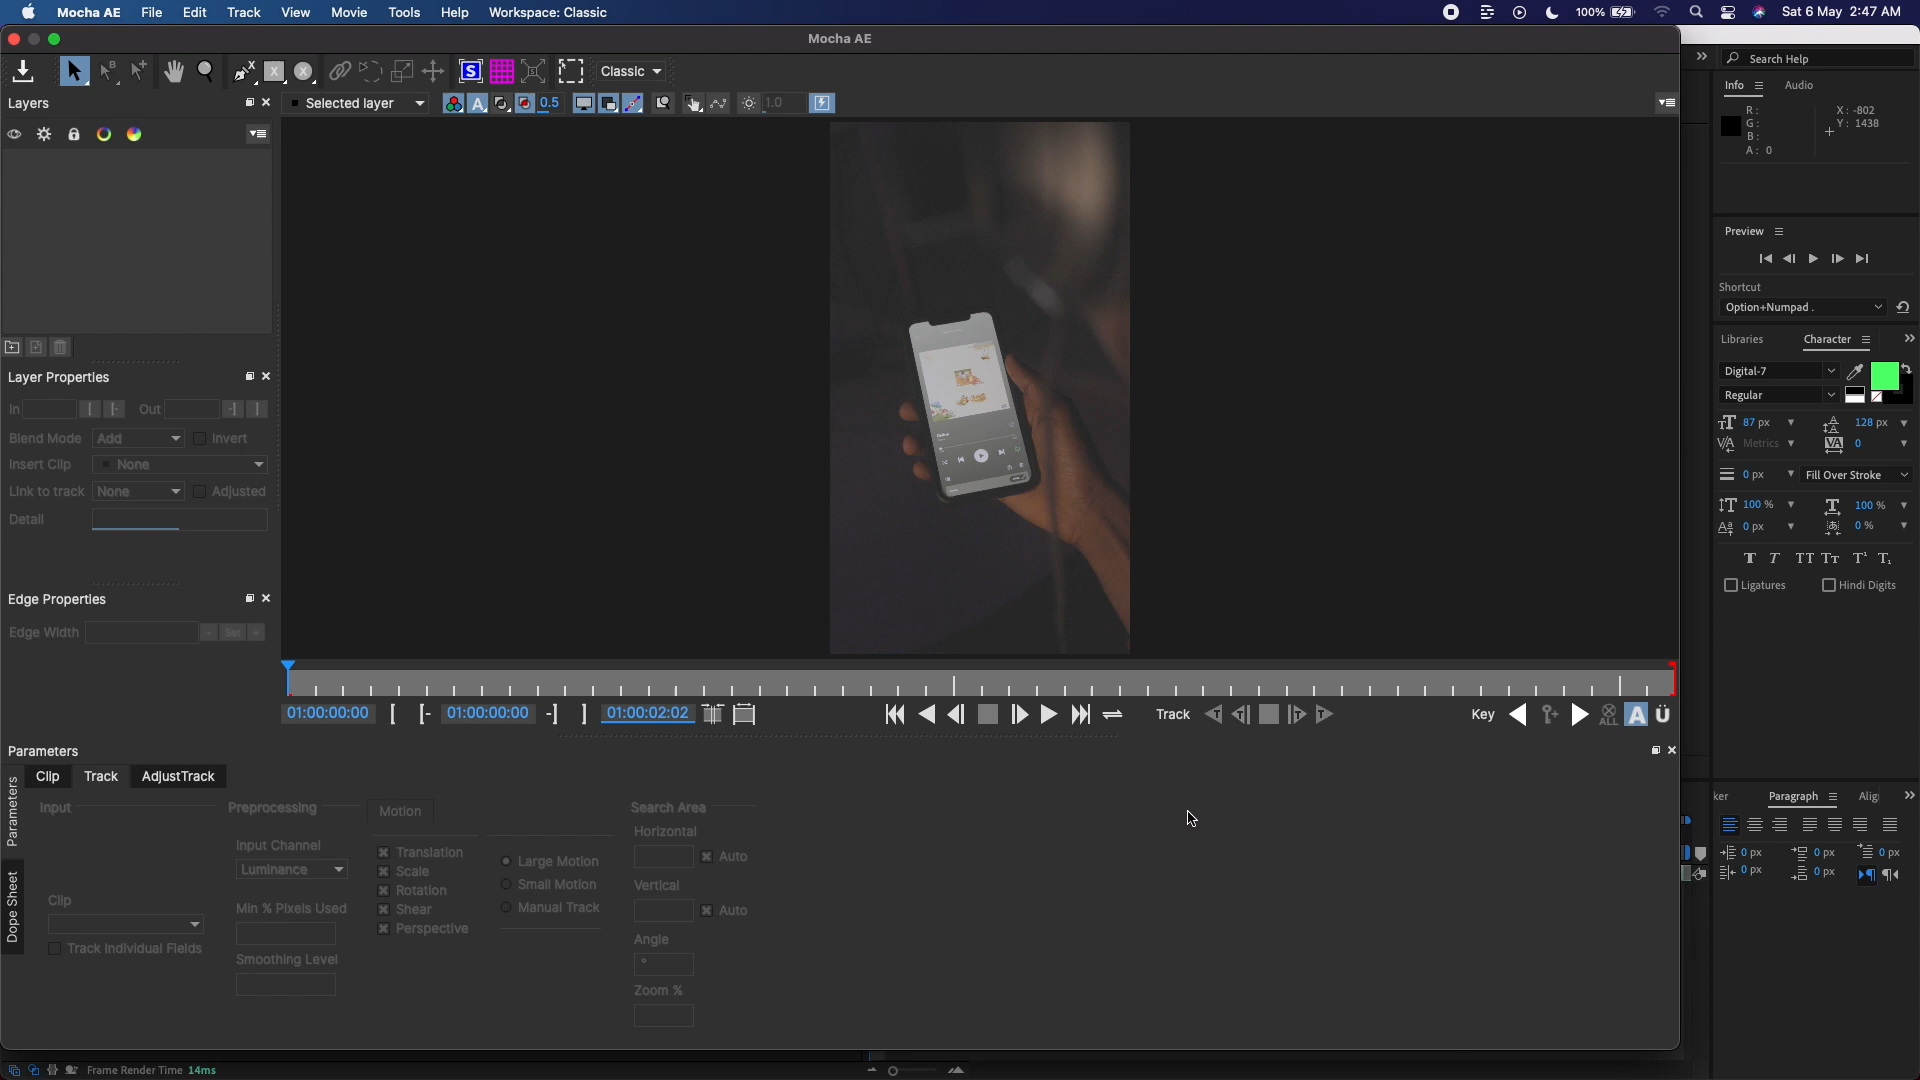 Mocha AE File Edit Track View Movie Tools Help Workspace: Classic 100% Sat 6 May 2:47 AM
Mocha AE
Classic
Search Help
Layers
Selected layer 0.5 1.0
Info Audio
R:
G:
B:
A: 0
X: -802
Y: 1438
Preview
Shortcut
Option+Numpad .
Libraries Character
Layer Properties
Digital-7
Regular
In Out
87 px 128 px
Blend Mode Add Invert
Metrics 0
Insert Clip None
0 px Fill Over Stroke
Link to track None Adjusted
100 % 100 %
Detail
0 px 0 %
Ligatures Hindi Digits
Edge Properties
Edge Width - Set +
01:00:00:00 01:00:00:00 01:00:02:02 Track Key ALL A Ü
Parameters
Clip Track AdjustTrack
Parameters
Dope Sheet
Input Preprocessing Motion Search Area
Horizontal
Auto
Input Channel
Luminance
Translation
Scale
Rotation
Shear
Perspective
Large Motion
Small Motion
Manual Track
Vertical
Auto
Clip
Min % Pixels Used
Track Individual Fields
Smoothing Level
Angle
°
Zoom %
ker Paragraph Alig
0 px 0 px 0 px
0 px 0 px
Frame Render Time 14ms